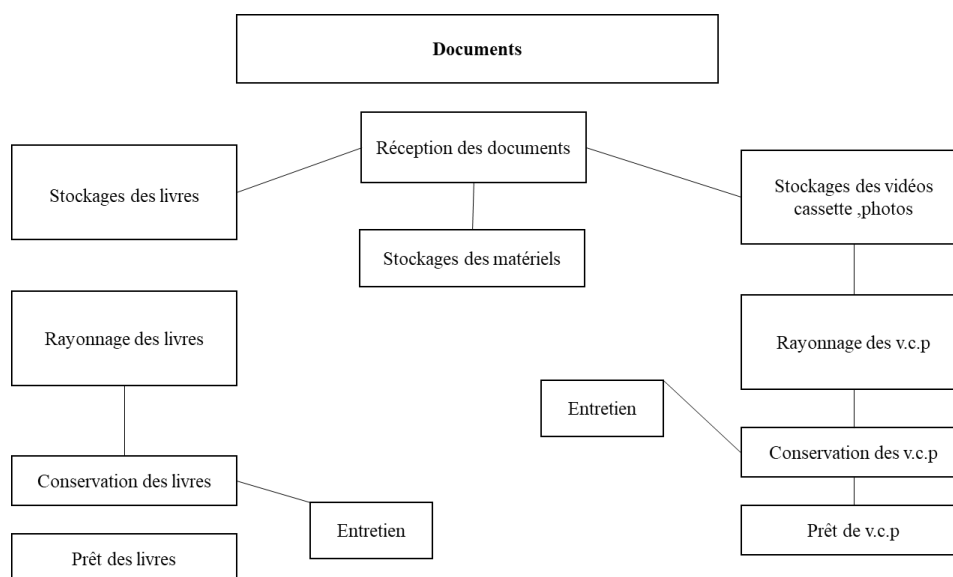 Documents
Réception des documents
Stockages des livres
Stockages des vidéos
cassette ,photos
Stockages des matériels
Rayonnage des livres
Rayonnage des v.c.p
Entretien
Conservation des v.c.p
Conservation des livres
Entretien
Prêt de v.c.p
Prêt des livres